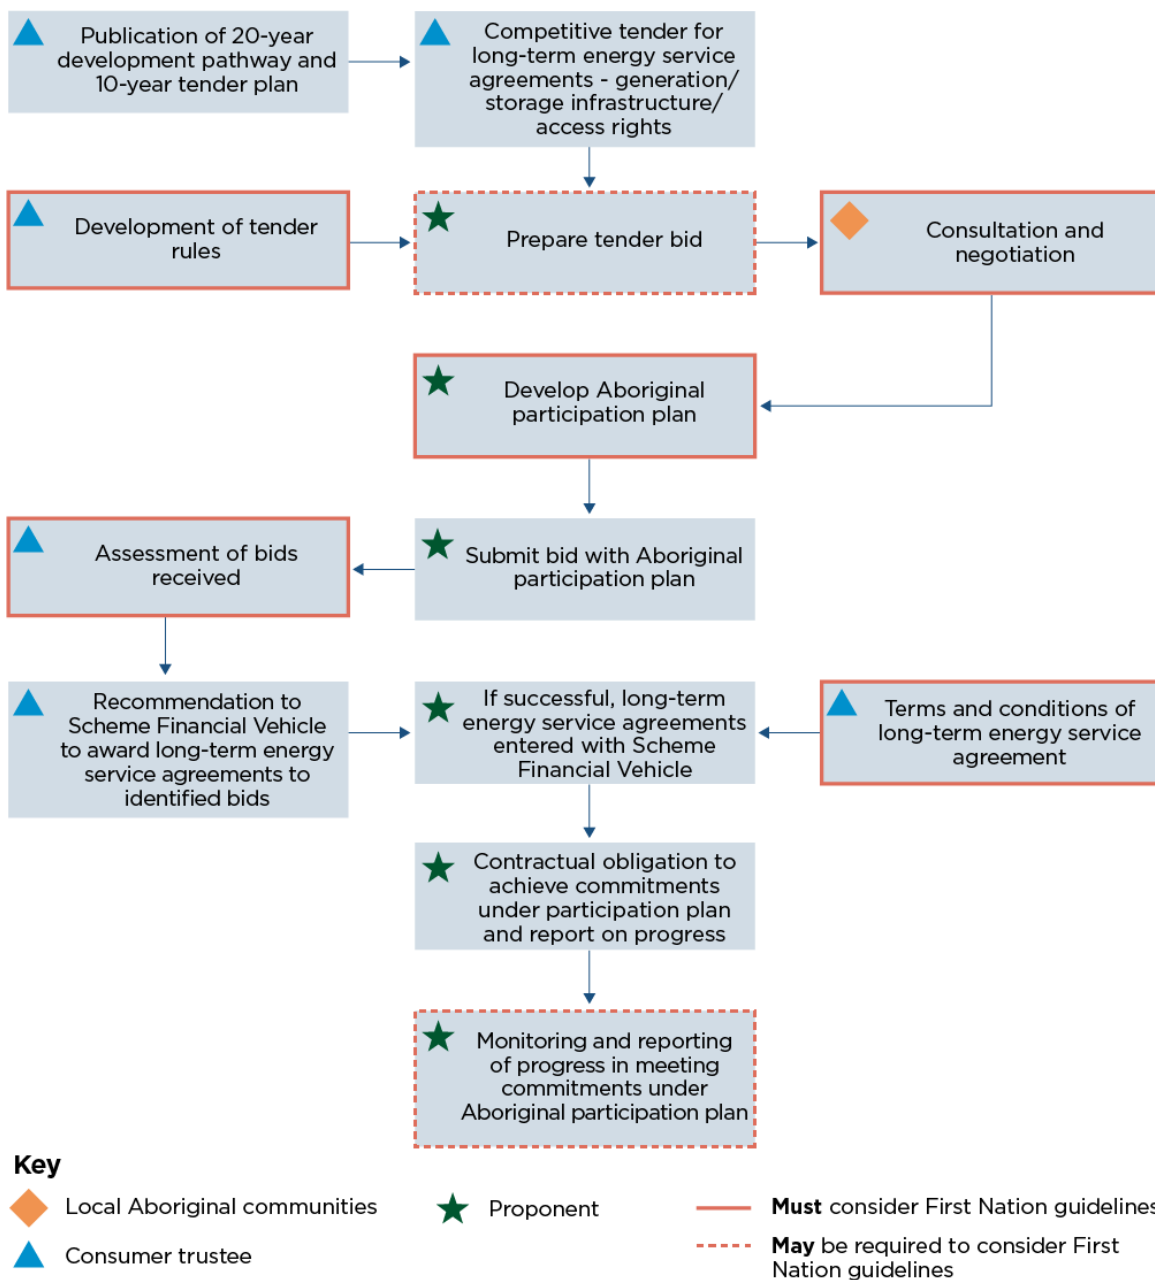 Publication of 20-year
development pathway and
10-year tender plan
Competitive tender for
long-term energy service
agreements - generation/
storage infrastructure/
access rights
Development of tender
rules
Prepare tender bid
Consultation and
negotiation
Develop Aboriginal
participation plan
Assessment of bids
received
Submit bid with Aboriginal
participation plan
Recommendation to
Scheme Financial Vehicle
to award long-term energy
service agreements to
identified bids
If successful, long-term
energy service agreements
entered with Scheme
Financial Vehicle
Terms and conditions of
long-term energy service
agreement
Contractual obligation to
achieve commitments
under participation plan
and report on progress
Monitoring and reporting
of progress in meeting
commitments under
Aboriginal participation plan
Key
Local Aboriginal communities
Consumer trustee
Proponent
Must consider First Nation guidelines
May be required to consider First
Nation guidelines